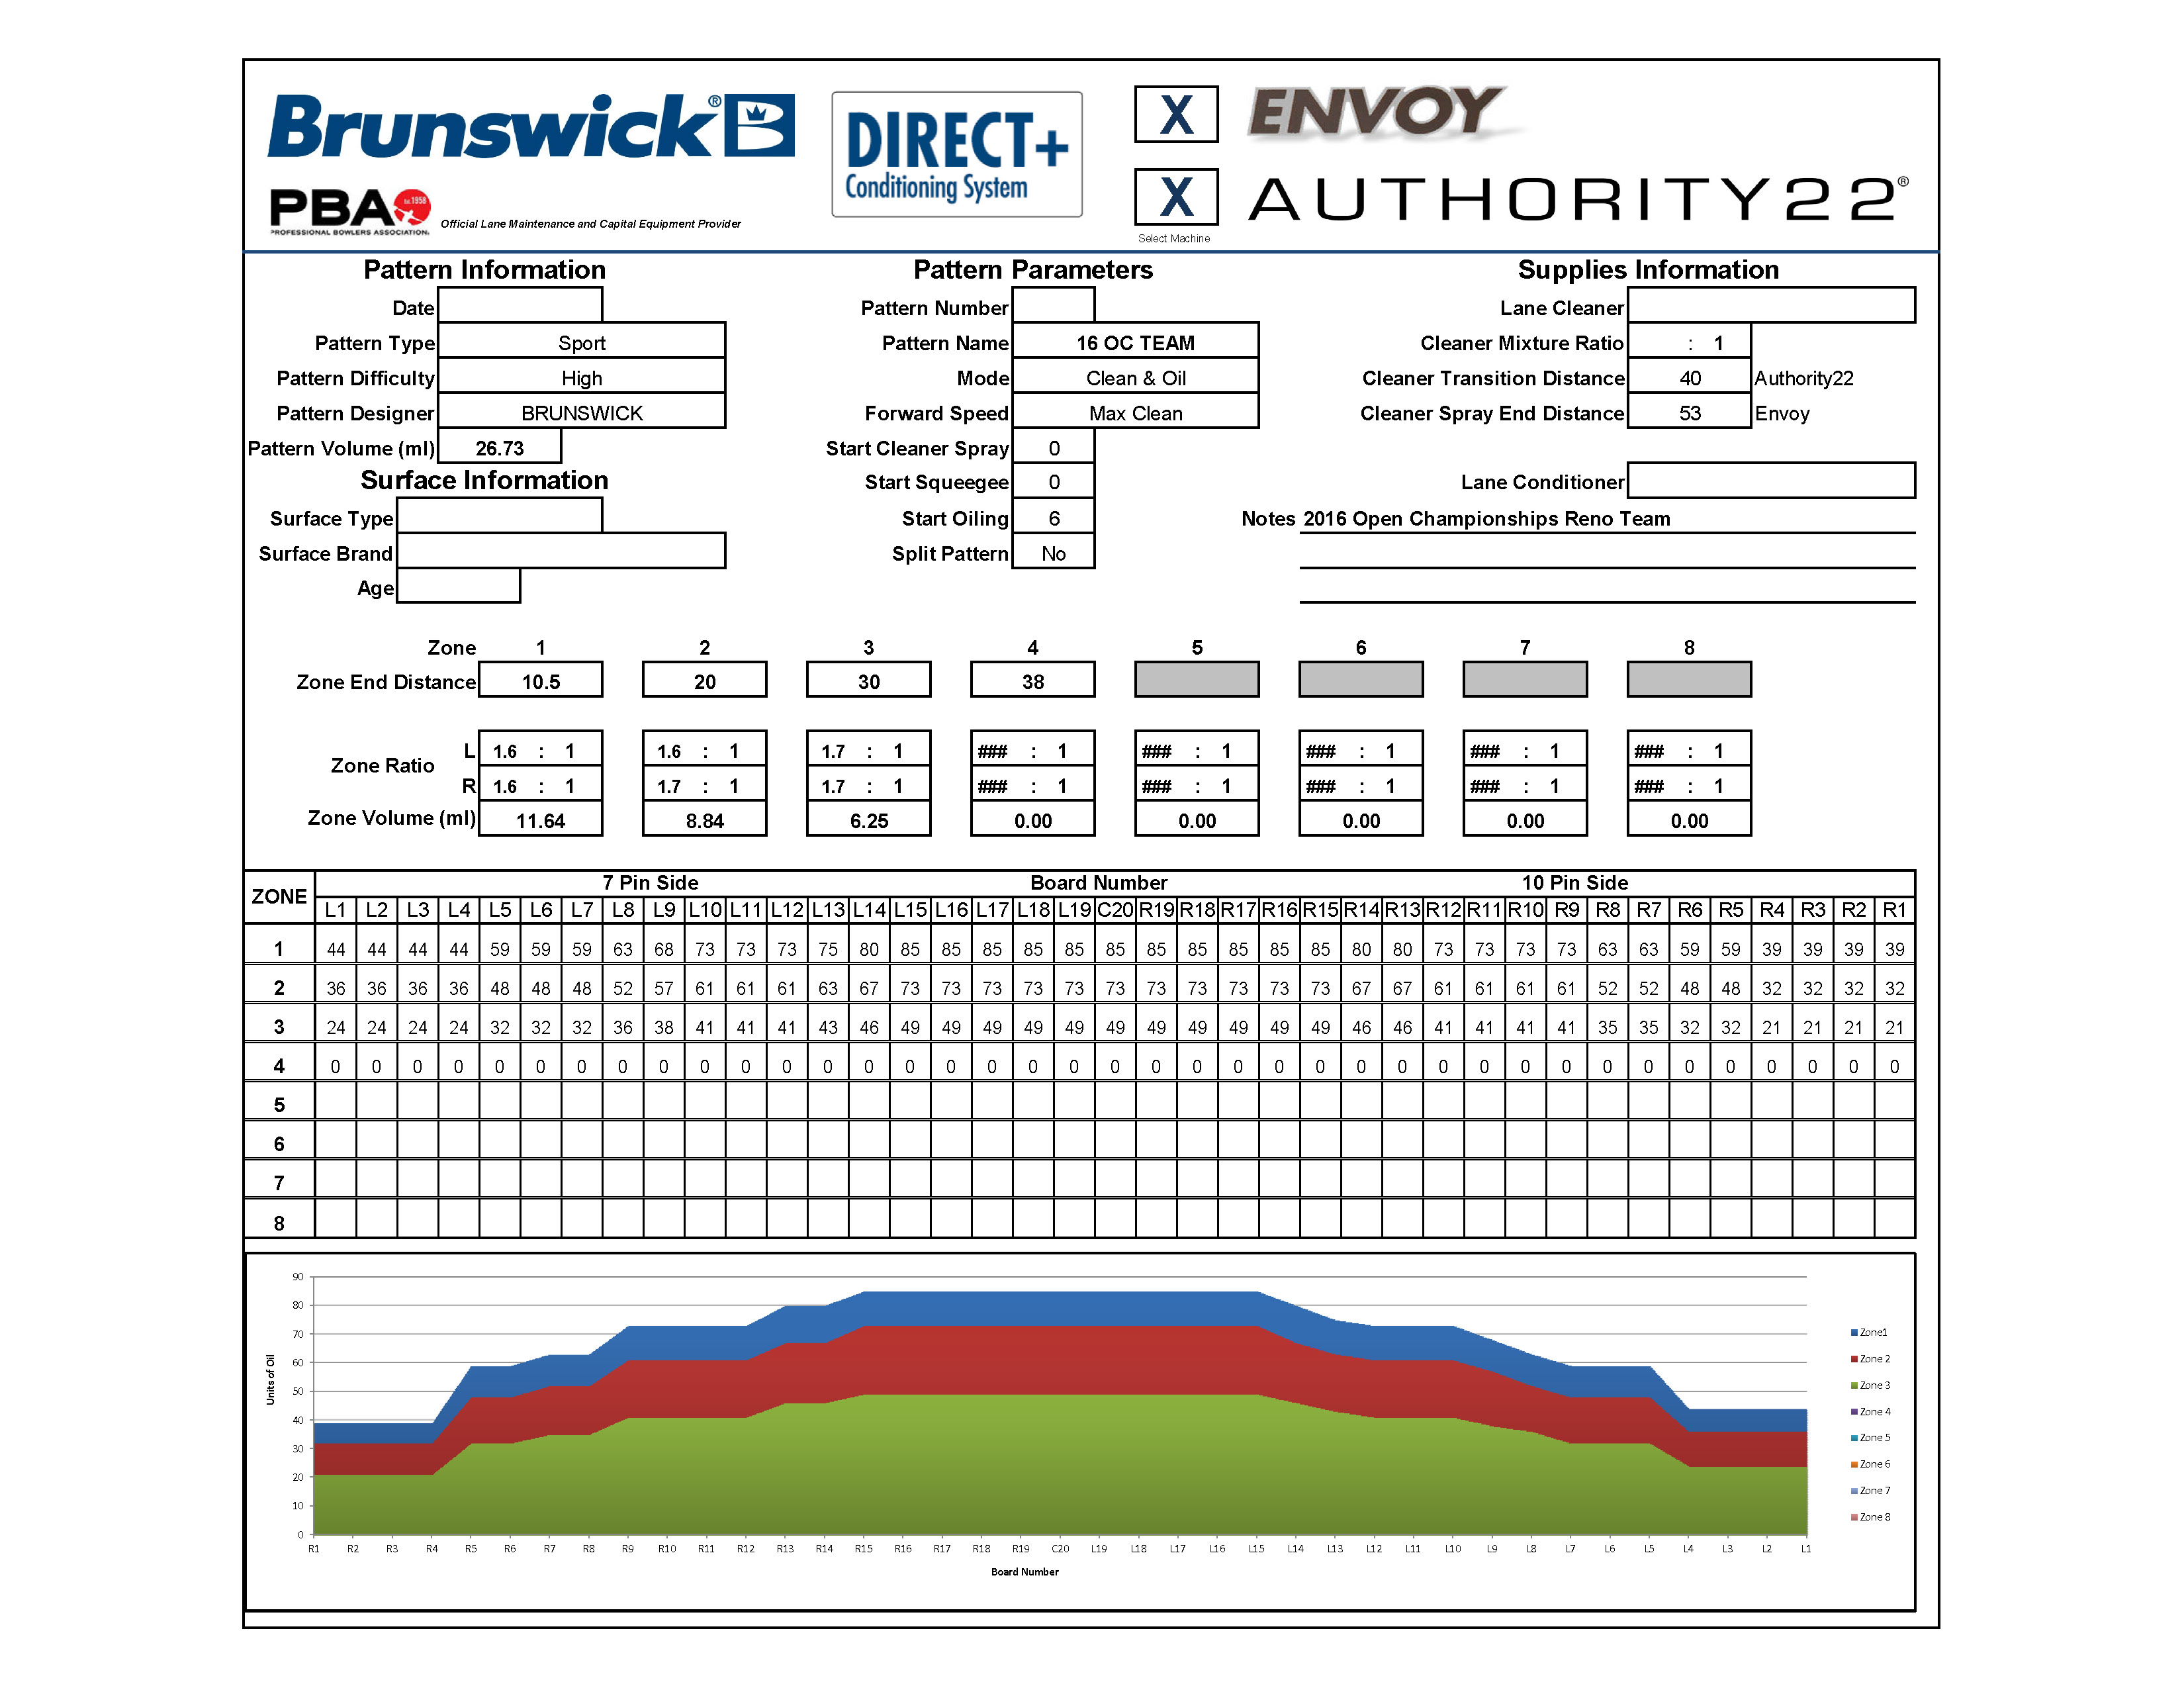 Brunswick® B
DIRECT+
Conditioning System
X ENVOY
X AUTHORITY22®
PBA Est. 1958
PROFESSIONAL BOWLERS ASSOCIATION.
Official Lane Maintenance and Capital Equipment Provider
Select Machine
Pattern Information Pattern Parameters Supplies Information
Date Pattern Number Lane Cleaner
Pattern Type Sport Pattern Name 16 OC TEAM Cleaner Mixture Ratio : 1
Pattern Difficulty High Mode Clean & Oil Cleaner Transition Distance 40 Authority22
Pattern Designer BRUNSWICK Forward Speed Max Clean Cleaner Spray End Distance 53 Envoy
Pattern Volume (ml) 26.73 Start Cleaner Spray 0
Surface Information Start Squeegee 0 Lane Conditioner
Surface Type Start Oiling 6 Notes 2016 Open Championships Reno Team
Surface Brand Split Pattern No
Age
Zone 1 2 3 4 5 6 7 8
Zone End Distance 10.5 20 30 38
Zone Ratio
L 1.6 : 1 1.6 : 1 1.7 : 1 ### : 1 ### : 1 ### : 1 ### : 1 ### : 1
R 1.6 : 1 1.7 : 1 1.7 : 1 ### : 1 ### : 1 ### : 1 ### : 1 ### : 1
Zone Volume (ml) 11.64 8.84 6.25 0.00 0.00 0.00 0.00 0.00
ZONE 7 Pin Side Board Number 10 Pin Side
L1 L2 L3 L4 L5 L6 L7 L8 L9 L10 L11 L12 L13 L14 L15 L16 L17 L18 L19 C20 R19 R18 R17 R16 R15 R14 R13 R12 R11 R10 R9 R8 R7 R6 R5 R4 R3 R2 R1
1 44 44 44 44 59 59 59 63 68 73 73 73 75 80 85 85 85 85 85 85 85 85 85 85 85 80 80 73 73 73 73 63 63 59 59 39 39 39 39
2 36 36 36 36 48 48 48 52 57 61 61 61 63 67 73 73 73 73 73 73 73 73 73 73 73 67 67 61 61 61 61 52 52 48 48 32 32 32 32
3 24 24 24 24 32 32 32 36 38 41 41 41 43 46 49 49 49 49 49 49 49 49 49 49 49 46 46 41 41 41 41 35 35 32 32 21 21 21 21
4 0 0 0 0 0 0 0 0 0 0 0 0 0 0 0 0 0 0 0 0 0 0 0 0 0 0 0 0 0 0 0 0 0 0 0 0 0 0 0
5
6
7
8
90
80
70
60
50
40
30
20
10
0
Units of Oil
R1 R2 R3 R4 R5 R6 R7 R8 R9 R10 R11 R12 R13 R14 R15 R16 R17 R18 R19 C20 L19 L18 L17 L16 L15 L14 L13 L12 L11 L10 L9 L8 L7 L6 L5 L4 L3 L2 L1
Board Number
Zone1
Zone 2
Zone 3
Zone 4
Zone 5
Zone 6
Zone 7
Zone 8